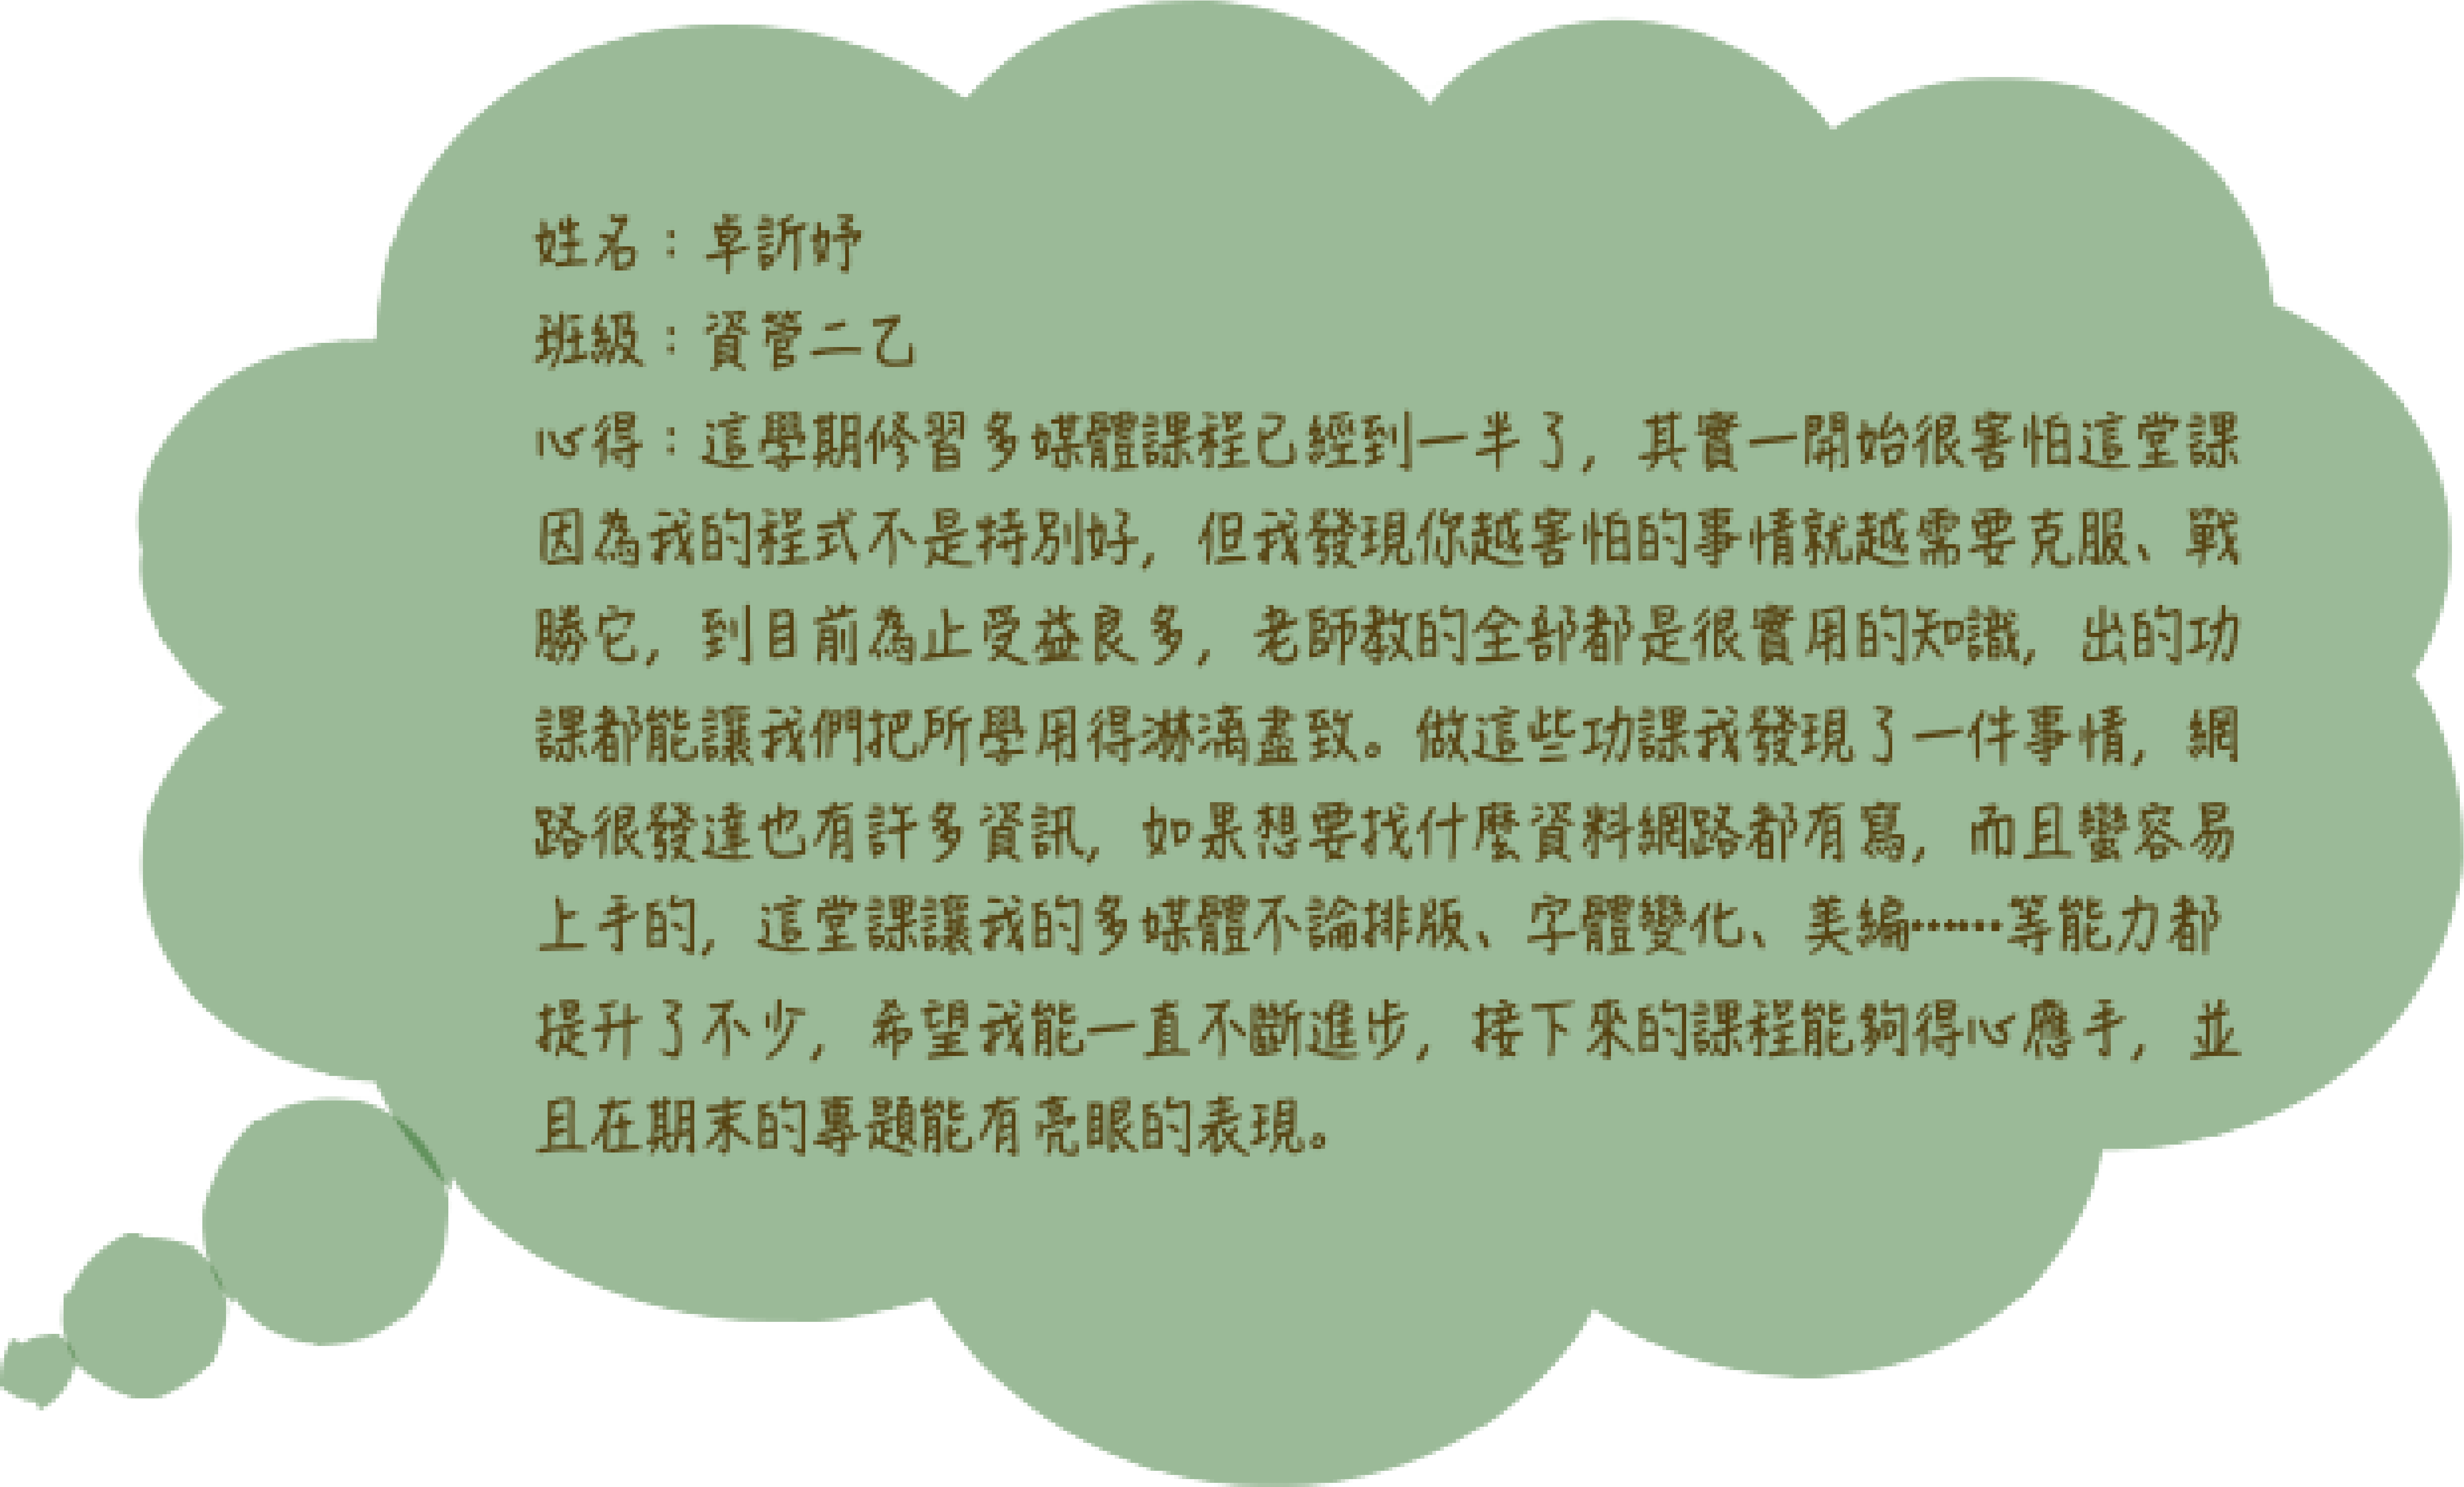 姓名：卓訢妤
班級：資管二乙
心得：這學期修習多媒體課程已經到一半了，其實一開始很害怕這堂課
因為我的程式不是特別好，但我發現你越害怕的事情就越需要克服、戰
勝它，到目前為止受益良多，老師教的全部都是很實用的知識，出的功
課都能讓我們把所學用得淋漓盡致。做這些功課我發現了一件事情，網
路很發達也有許多資訊，如果想要找什麼資料網路都有寫，而且蠻容易
上手的，這堂課讓我的多媒體不論排版、字體變化、美編……等能力都
提升了不少，希望我能一直不斷進步，接下來的課程能夠得心應手，並
且在期末的專題能有亮眼的表現。